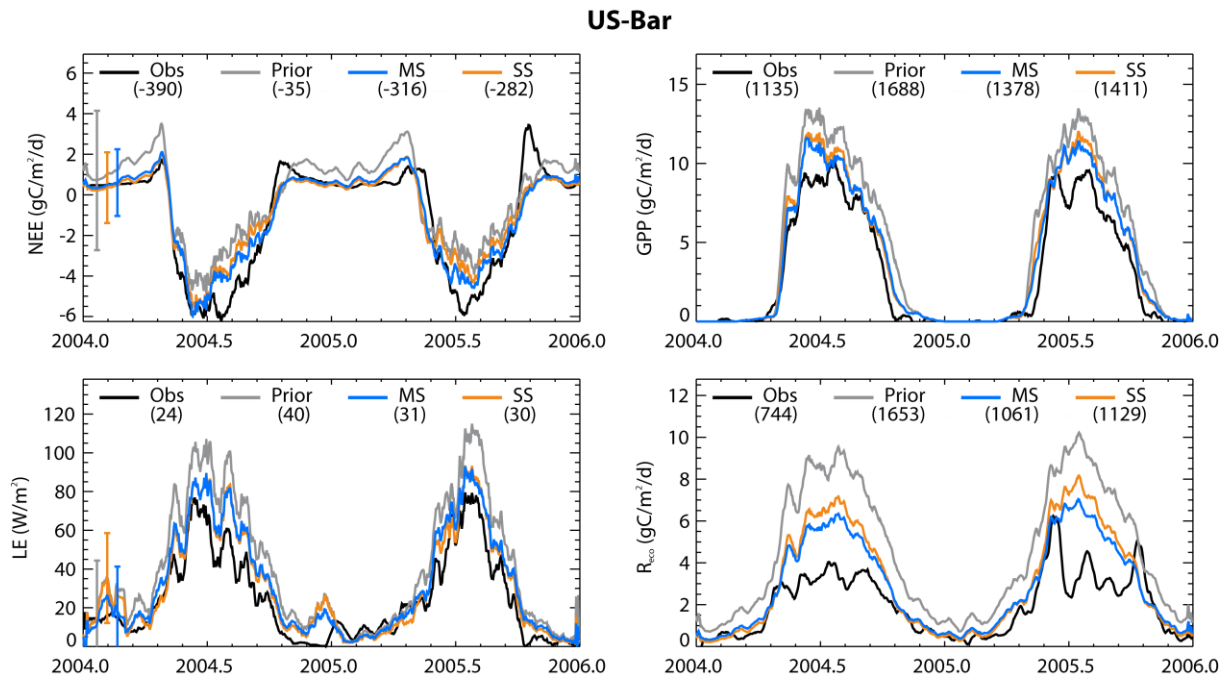 US-Bar
Obs Prior MS SS
(-390) (-35) (-316) (-282)
6
4
2
0
-2
-4
-6
NEE (gC/m²/d)
2004.0 2004.5 2005.0 2005.5 2006.0
Obs Prior MS SS
(1135) (1688) (1378) (1411)
15
10
5
0
GPP (gC/m²/d)
2004.0 2004.5 2005.0 2005.5 2006.0
Obs Prior MS SS
(24) (40) (31) (30)
120
100
80
60
40
20
0
LE (W/m²)
2004.0 2004.5 2005.0 2005.5 2006.0
Obs Prior MS SS
(744) (1653) (1061) (1129)
12
10
8
6
4
2
0
Reco (gC/m²/d)
2004.0 2004.5 2005.0 2005.5 2006.0